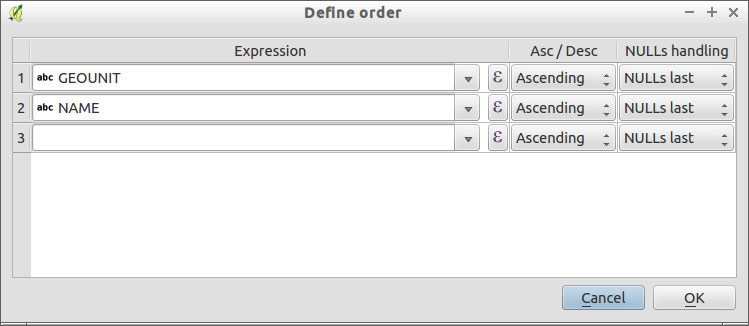 Define order
Expression Asc / Desc NULLs handling
1 abc GEOUNIT ε Ascending NULLs last
2 abc NAME ε Ascending NULLs last
3 ε Ascending NULLs last
Cancel OK